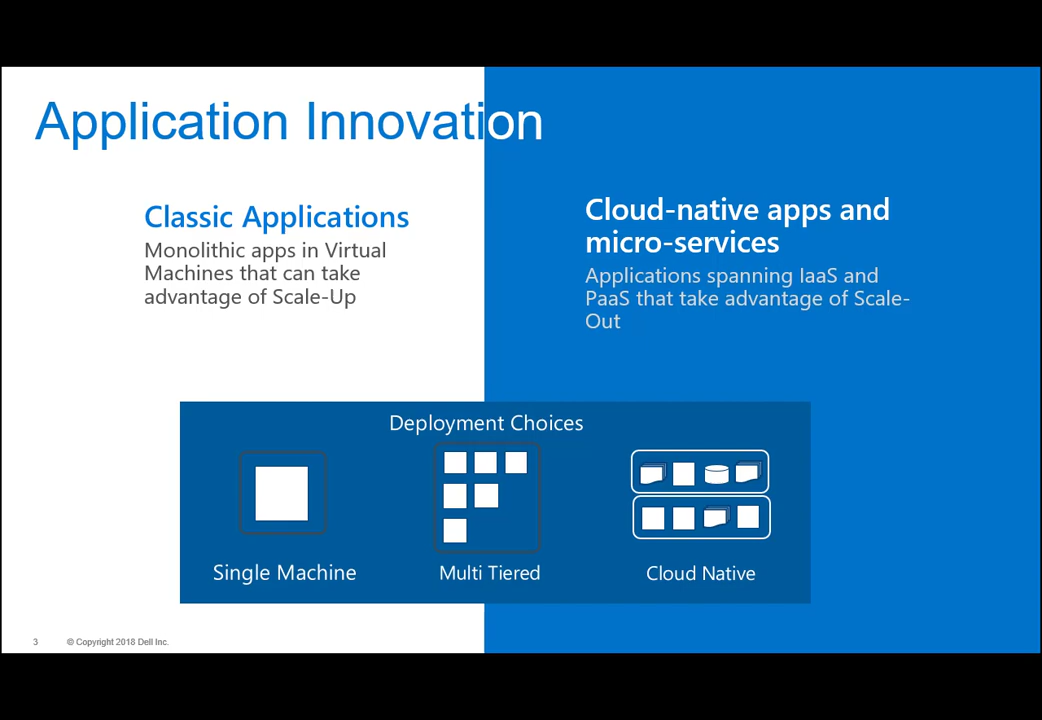 Application Innovation
Classic Applications
Monolithic apps in Virtual
Machines that can take
advantage of Scale-Up
Cloud-native apps and
micro-services
Applications spanning IaaS and
PaaS that take advantage of Scale-
Out
Deployment Choices
Single Machine
Multi Tiered
Cloud Native
3 © Copyright 2018 Dell Inc.